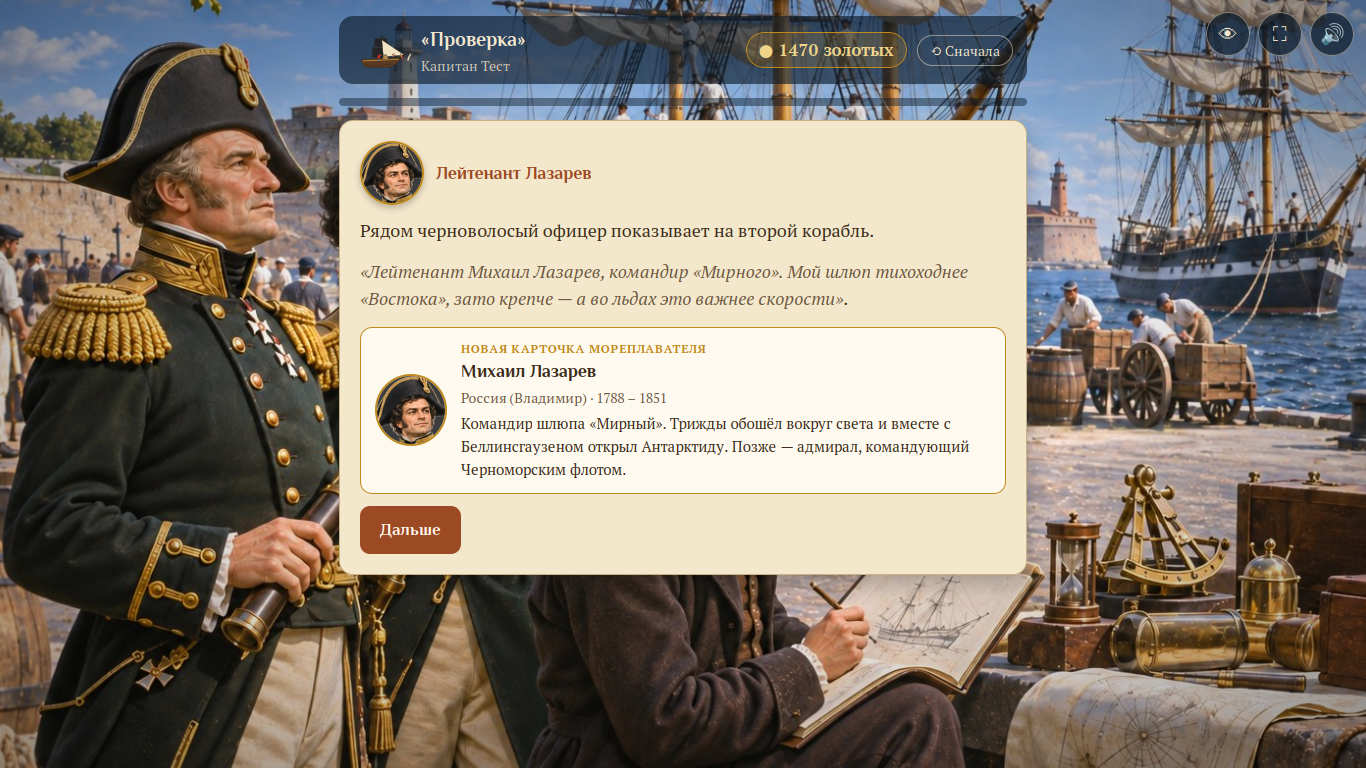 «Проверка»
Капитан Тест
1470 золотых
⟲ Сначала
Лейтенант Лазарев
Рядом черноволосый офицер показывает на второй корабль.
«Лейтенант Михаил Лазарев, командир «Мирного». Мой шлюп тихоходнее
«Востока», зато крепче — а во льдах это важнее скорости».
НОВАЯ КАРТОЧКА МОРЕПЛАВАТЕЛЯ
Михаил Лазарев
Россия (Владимир) · 1788 – 1851
Командир шлюпа «Мирный». Трижды обошёл вокруг света и вместе с
Беллинсгаузеном открыл Антарктиду. Позже — адмирал, командующий
Черноморским флотом.
Дальше